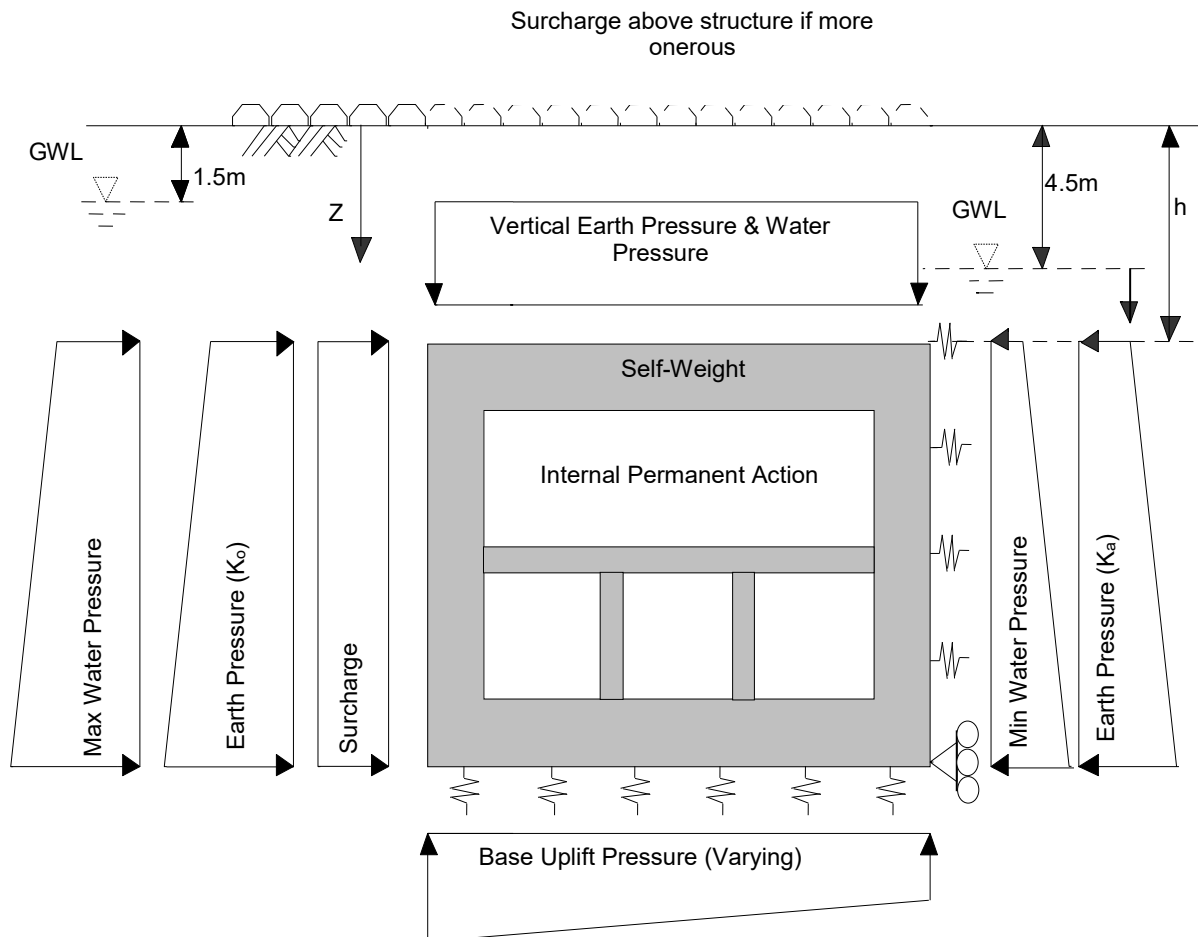 Surcharge above structure if more
onerous
GWL
1.5m
Z
4.5m
GWL
h
Vertical Earth Pressure & Water
Pressure
Self-Weight
Internal Permanent Action
Max Water Pressure
Earth Pressure (Kₒ)
Surcharge
Min Water Pressure
Earth Pressure (Kₐ)
Base Uplift Pressure (Varying)